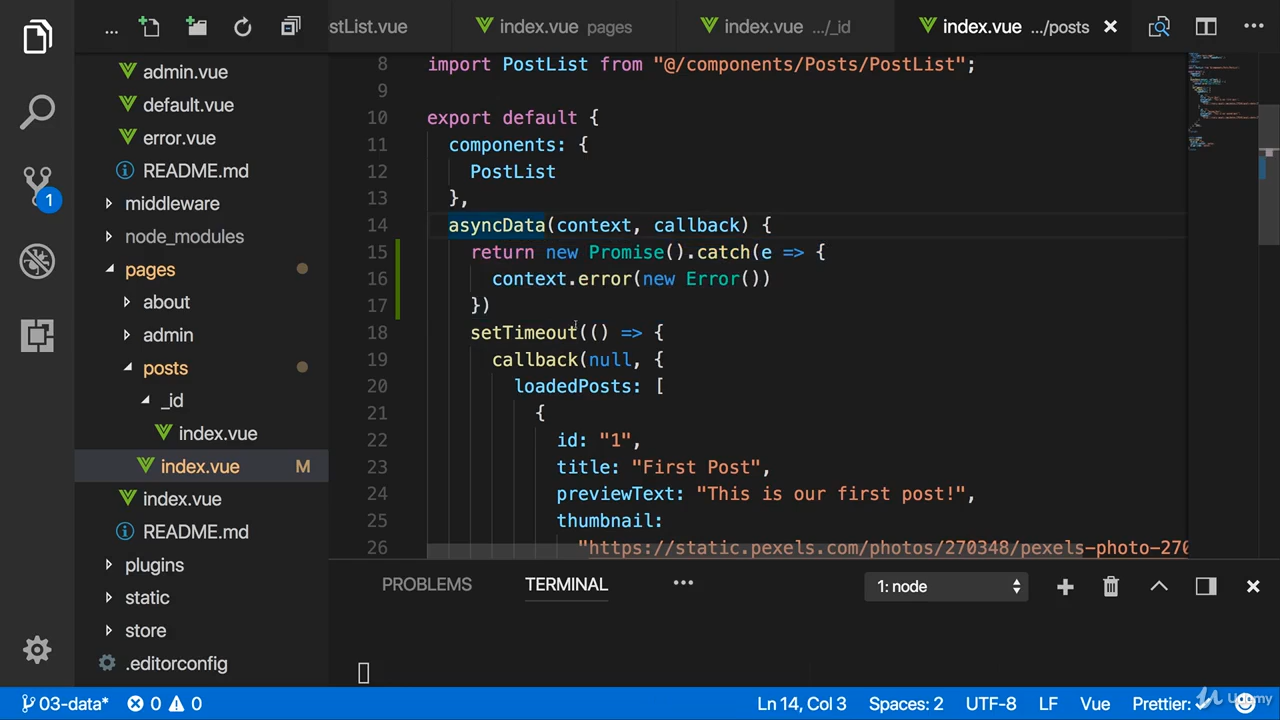 ...
stList.vue
index.vue pages
index.vue .../_id
index.vue .../posts
...
admin.vue
default.vue
error.vue
README.md
middleware
node_modules
pages
about
admin
posts
_id
index.vue
index.vue M
index.vue
README.md
plugins
static
store
.editorconfig
1
8 import PostList from "@/components/Posts/PostList";
9
10 export default {
11 components: {
12 PostList
13 },
14 asyncData(context, callback) {
15 return new Promise().catch(e => {
16 context.error(new Error())
17 })
18 setTimeout(() => {
19 callback(null, {
20 loadedPosts: [
21 {
22 id: "1",
23 title: "First Post",
24 previewText: "This is our first post!",
25 thumbnail:
26 "https://static.pexels.com/photos/270348/pexels-photo-270
PROBLEMS TERMINAL ... 1: node
03-data* 0 0 Ln 14, Col 3 Spaces: 2 UTF-8 LF Vue Prettier: ✓
Udemy